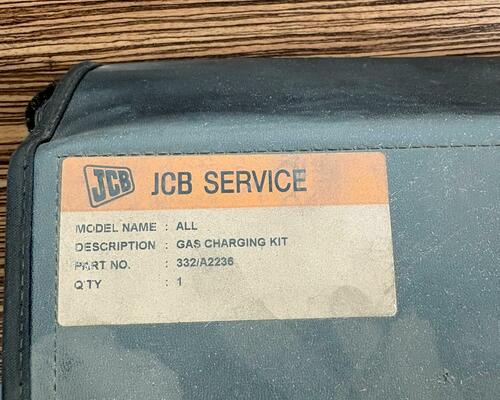 JCB JCB SERVICE
MODEL NAME : ALL
DESCRIPTION : GAS CHARGING KIT
PART NO. : 332/A2236
QTY : 1